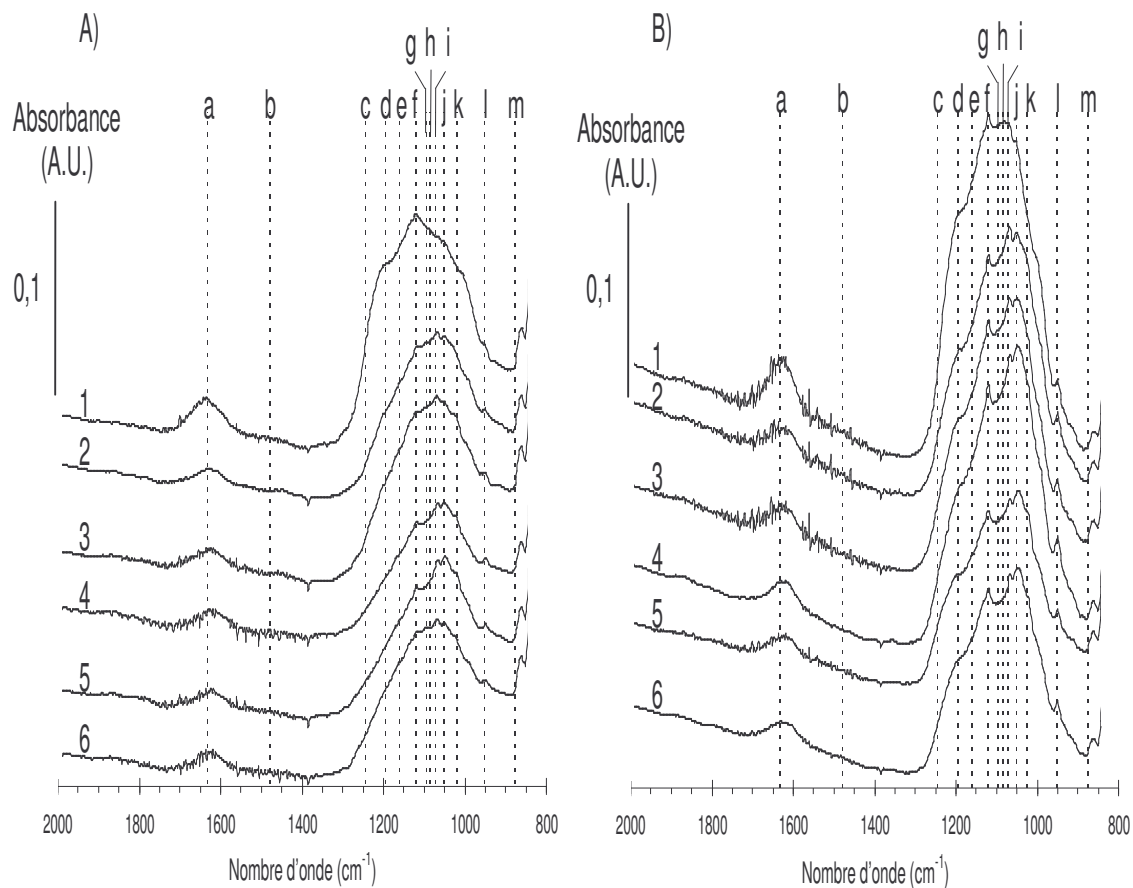 A)
g h i
a b c d e f j k l m
Absorbance
(A.U.)
0,1
1
2
3
4
5
6
2000 1800 1600 1400 1200 1000 800
Nombre d'onde (cm⁻¹)
B)
g h i
a b c d e f j k l m
Absorbance
(A.U.)
0,1
1
2
3
4
5
6
2000 1800 1600 1400 1200 1000 800
Nombre d'onde (cm⁻¹)